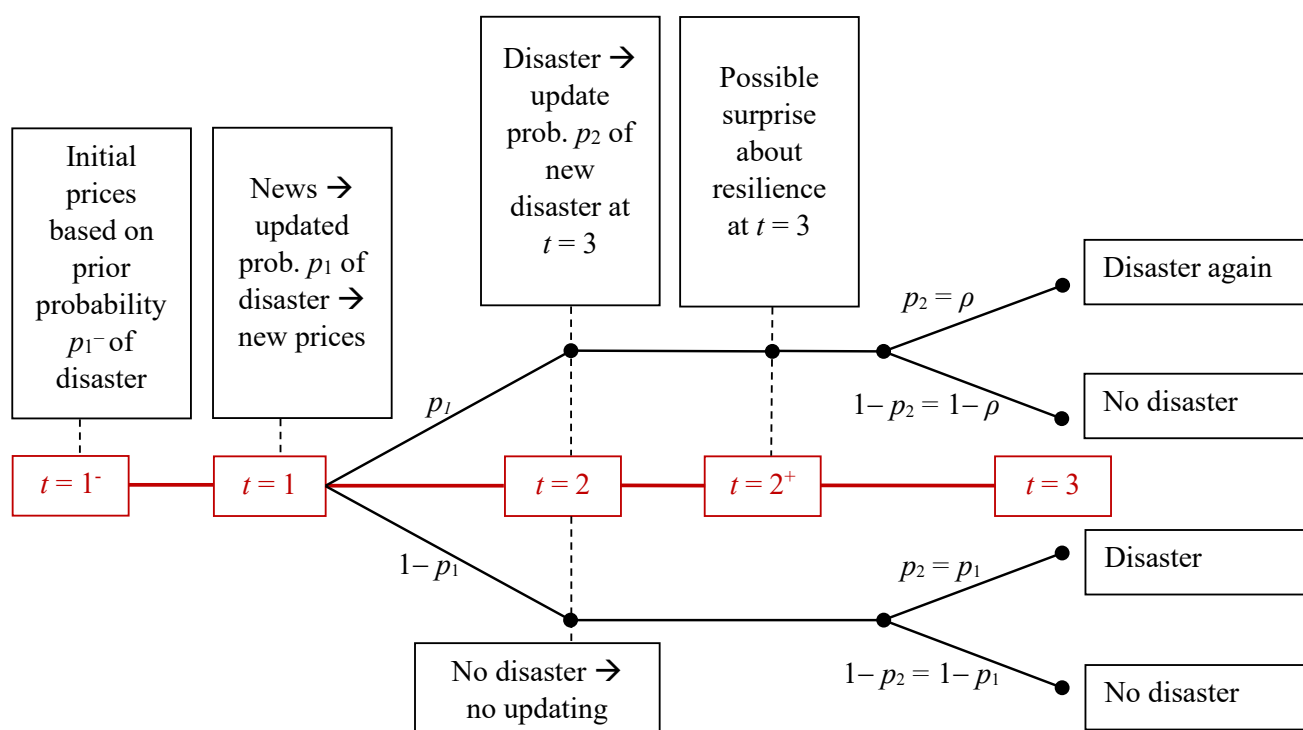 Initial
prices
based on
prior
probability
p₁⁻ of
disaster
News →
updated
prob. p₁ of
disaster →
new prices
Disaster →
update
prob. p₂ of
new
disaster at
t = 3
Possible
surprise
about
resilience
at t = 3
p₁
p₂ = ρ
1– p₂ = 1– ρ
Disaster again
No disaster
t = 1⁻
t = 1
t = 2
t = 2⁺
t = 3
1– p₁
p₂ = p₁
1– p₂ = 1– p₁
Disaster
No disaster
No disaster →
no updating